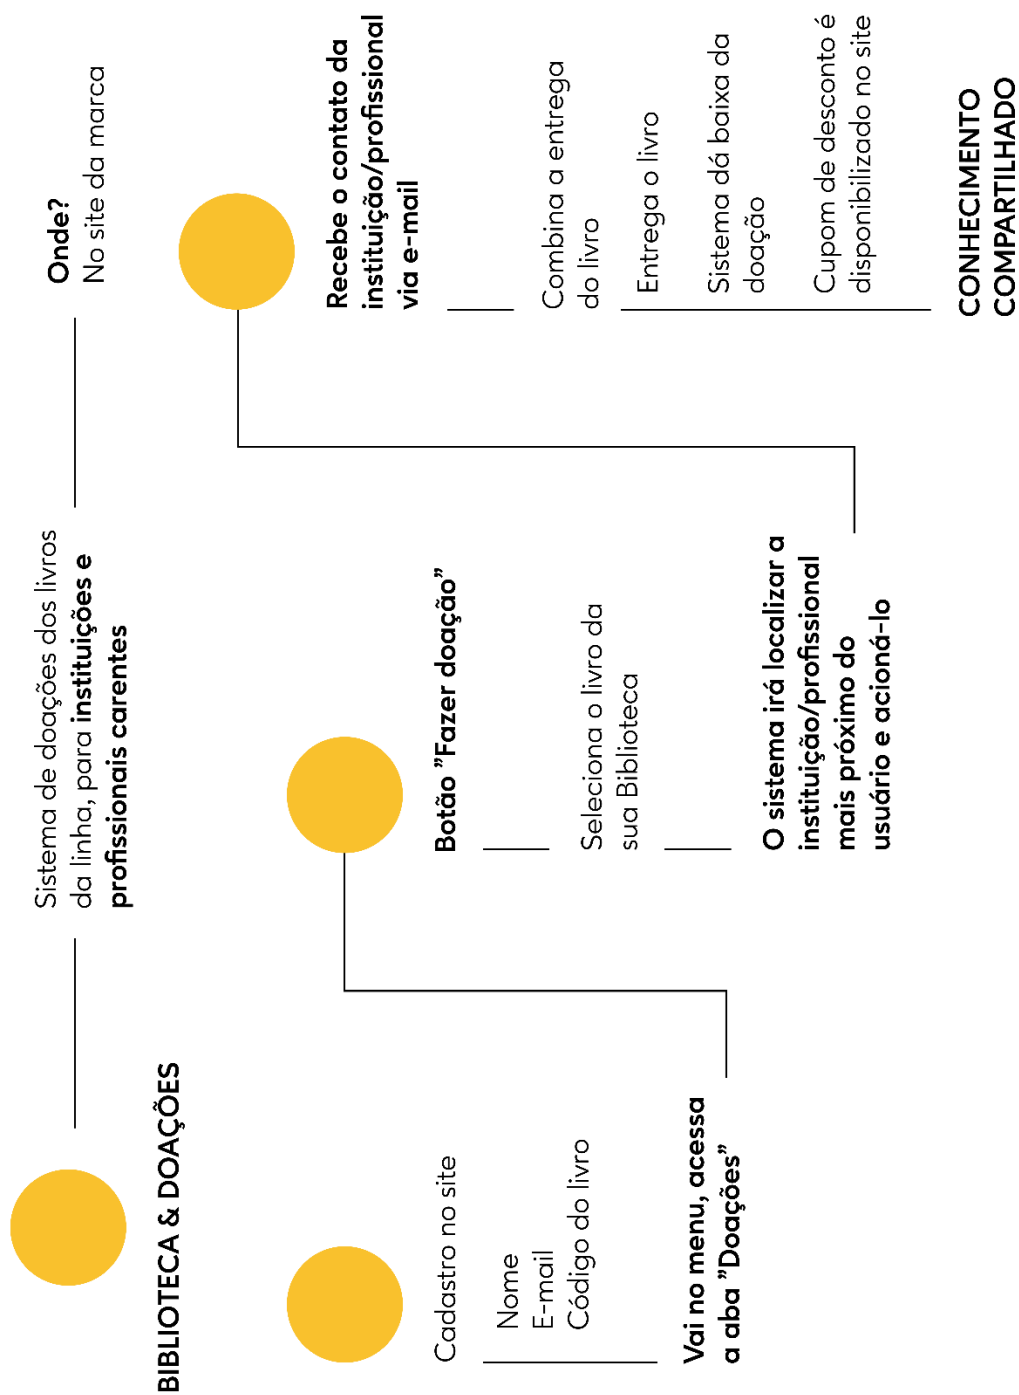 BIBLIOTECA & DOAÇÕES
Sistema de doações dos livros
da linha, para instituições e
profissionais carentes
Onde?
No site da marca
Cadastro no site
Nome
E-mail
Código do livro
Vai no menu, acessa
a aba "Doações"
Botão "Fazer doação"
Seleciona o livro da
sua Biblioteca
O sistema irá localizar a
instituição/profissional
mais próximo do
usuário e acioná-lo
Recebe o contato da
instituição/profissional
via e-mail
Combina a entrega
do livro
Entrega o livro
Sistema dá baixa da
doação
Cupom de desconto é
disponibilizado no site
CONHECIMENTO
COMPARTILHADO